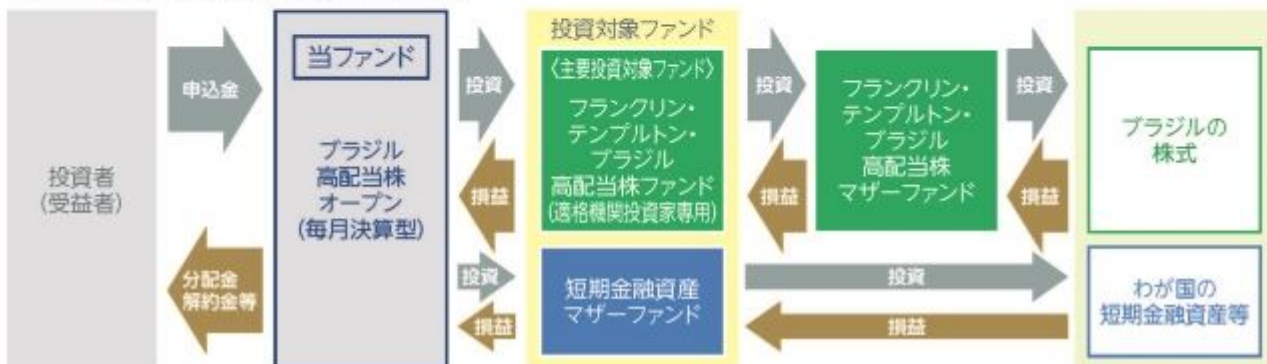 投資者
(受益者)
申込金
分配金
解約金等
当ファンド
ブラジル
高配当株
オープン
(毎月決算型)
投資
損益
投資
損益
投資対象ファンド
〈主要投資対象ファンド〉
フランクリン・
テンプルトン・
ブラジル
高配当株ファンド
(適格機関投資家専用)
短期金融資産
マザーファンド
投資
損益
フランクリン・
テンプルトン・
ブラジル
高配当株
マザーファンド
投資
損益
投資
損益
ブラジルの
株式
わが国の
短期金融資産等